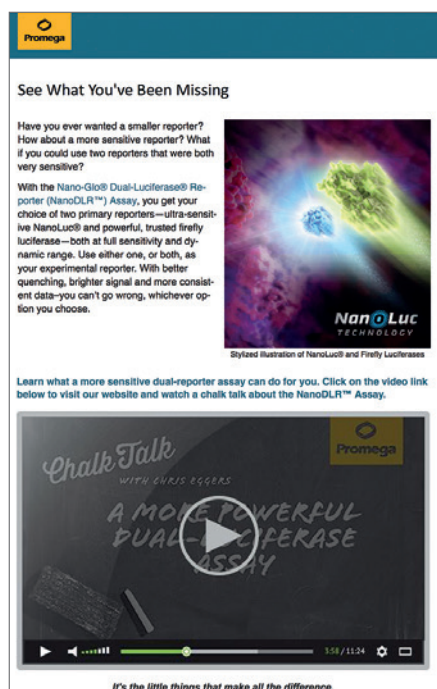 Promega
See What You've Been Missing
Have you ever wanted a smaller reporter?
How about a more sensitive reporter? What
if you could use two reporters that were both
very sensitive?
With the Nano-Glo® Dual-Luciferase® Re-
porter (NanoDLR™) Assay, you get your
choice of two primary reporters—ultra-sensit-
ive NanoLuc® and powerful, trusted firefly
luciferase—both at full sensitivity and dy-
namic range. Use either one, or both, as
your experimental reporter. With better
quenching, brighter signal and more consist-
ent data–you can't go wrong, whichever op-
tion you choose.
NanoLuc
TECHNOLOGY
Stylized illustration of NanoLuc® and Firefly Luciferases
Learn what a more sensitive dual-reporter assay can do for you. Click on the video link
below to visit our website and watch a chalk talk about the NanoDLR™ Assay.
Promega
Chalk Talk
WITH CHRIS EGGERS
A MORE POWERFUL
DUAL-LUCIFERASE
ASSAY
3:58 / 11:24
It's the little things that make all the difference.